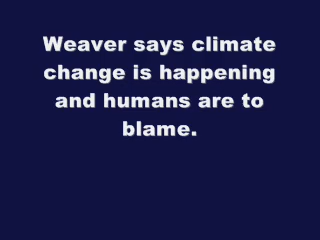 Weaver says climate
change is happening
and humans are to
blame.